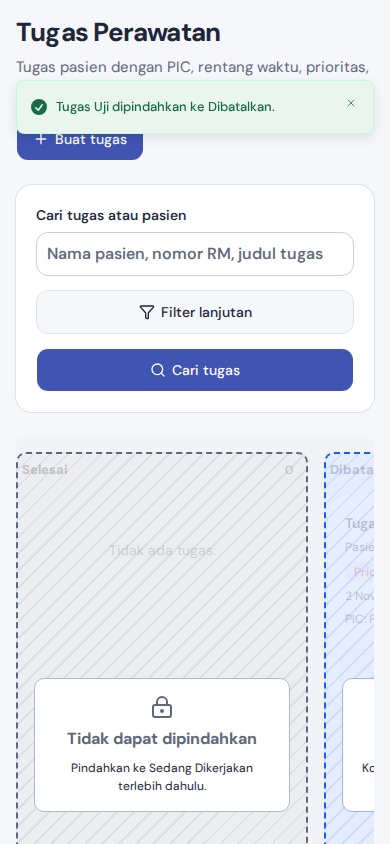 Tugas Perawatan
Tugas pasien dengan PIC, rentang waktu, prioritas,
Tugas Uji dipindahkan ke Dibatalkan.
Buat tugas
Cari tugas atau pasien
Nama pasien, nomor RM, judul tugas
Filter lanjutan
Cari tugas
Selesai 0
Tidak ada tugas.
Tidak dapat dipindahkan
Pindahkan ke Sedang Dikerjakan
terlebih dahulu.
Dibata
Tuga
Pasie
Prio
2 Nov
PIC: P
Ko